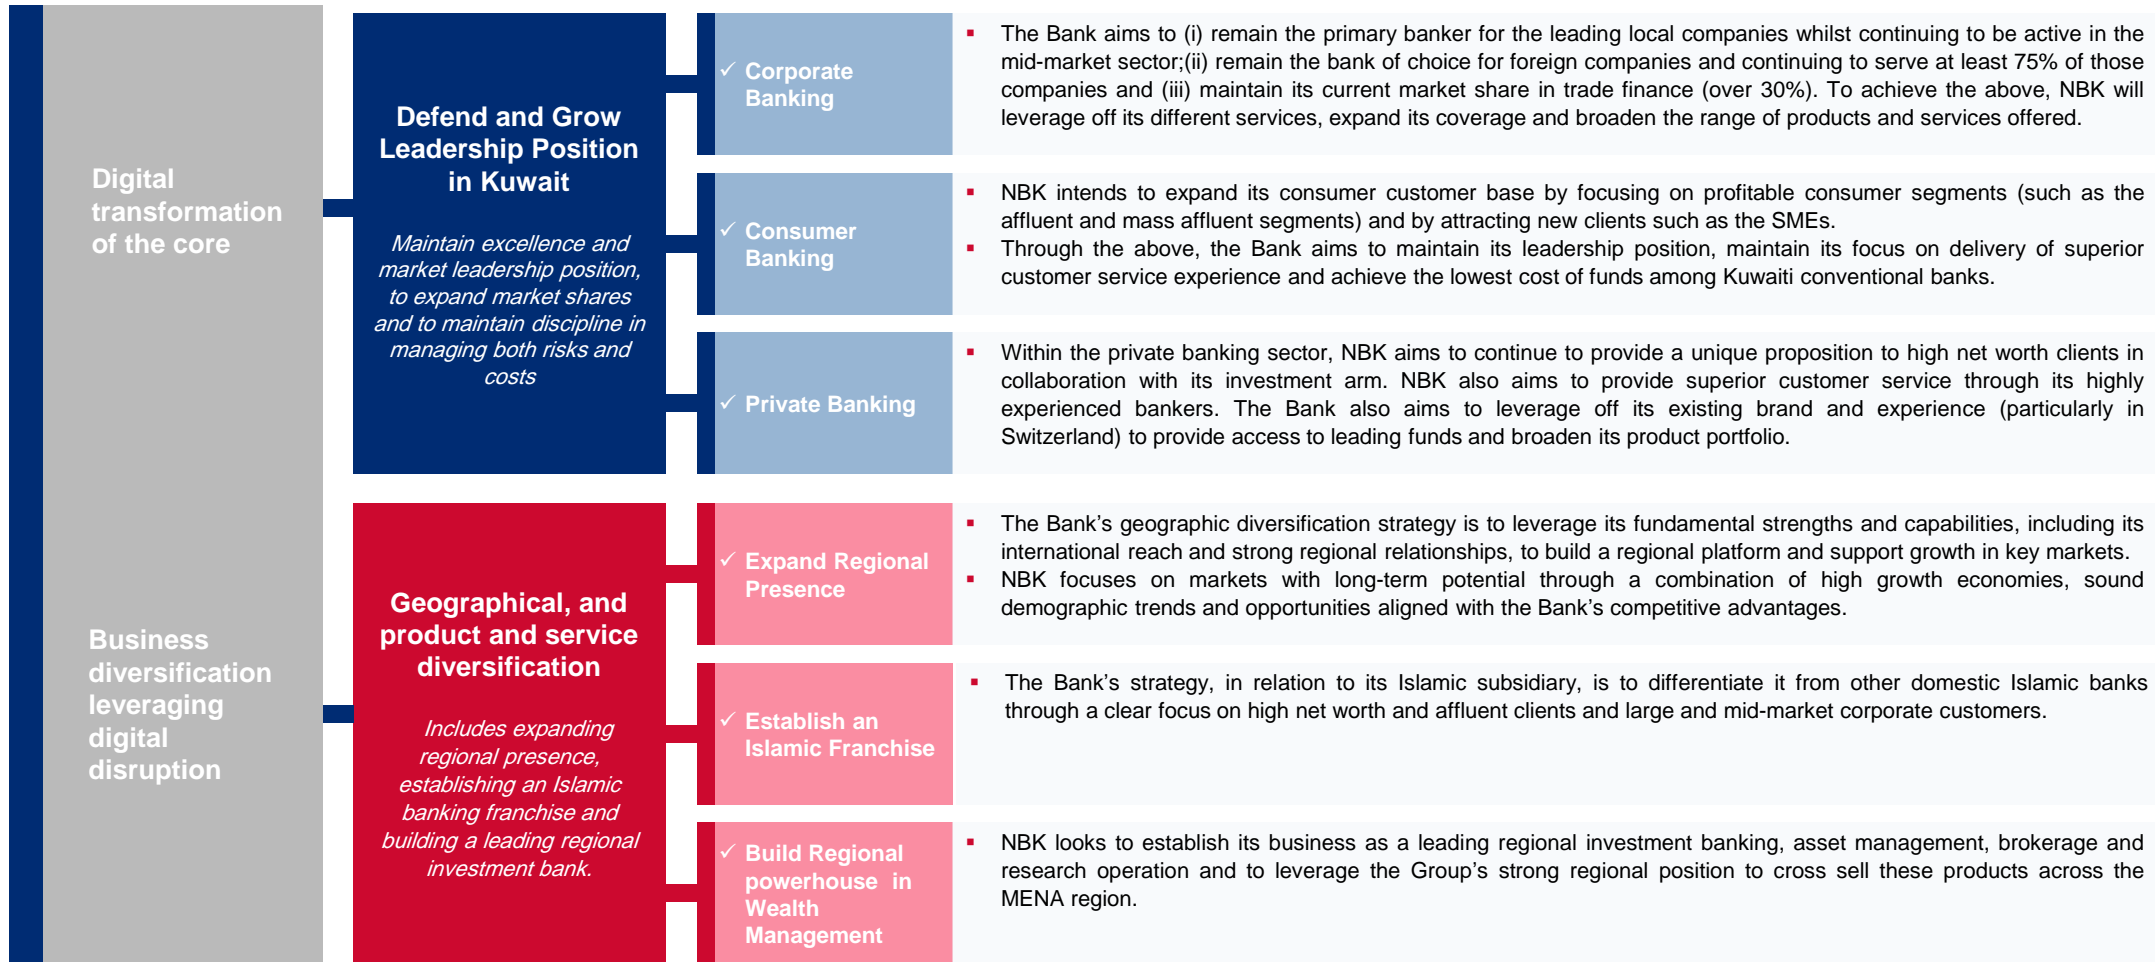 Digital
transformation
of the core
Defend and Grow
Leadership Position
in Kuwait
Maintain excellence and
market leadership position,
to expand market shares
and to maintain discipline in
managing both risks and
costs
✓ Corporate
Banking
▪ The Bank aims to (i) remain the primary banker for the leading local companies whilst continuing to be active in the
mid-market sector;(ii) remain the bank of choice for foreign companies and continuing to serve at least 75% of those
companies and (iii) maintain its current market share in trade finance (over 30%). To achieve the above, NBK will
leverage off its different services, expand its coverage and broaden the range of products and services offered.
✓ Consumer
Banking
▪ NBK intends to expand its consumer customer base by focusing on profitable consumer segments (such as the
affluent and mass affluent segments) and by attracting new clients such as the SMEs.
▪ Through the above, the Bank aims to maintain its leadership position, maintain its focus on delivery of superior
customer service experience and achieve the lowest cost of funds among Kuwaiti conventional banks.
✓ Private Banking
▪ Within the private banking sector, NBK aims to continue to provide a unique proposition to high net worth clients in
collaboration with its investment arm. NBK also aims to provide superior customer service through its highly
experienced bankers. The Bank also aims to leverage off its existing brand and experience (particularly in
Switzerland) to provide access to leading funds and broaden its product portfolio.
Business
diversification
leveraging
digital
disruption
Geographical, and
product and service
diversification
Includes expanding
regional presence,
establishing an Islamic
banking franchise and
building a leading regional
investment bank.
✓ Expand Regional
Presence
▪ The Bank's geographic diversification strategy is to leverage its fundamental strengths and capabilities, including its
international reach and strong regional relationships, to build a regional platform and support growth in key markets.
▪ NBK focuses on markets with long-term potential through a combination of high growth economies, sound
demographic trends and opportunities aligned with the Bank's competitive advantages.
✓ Establish an
Islamic Franchise
▪ The Bank's strategy, in relation to its Islamic subsidiary, is to differentiate it from other domestic Islamic banks
through a clear focus on high net worth and affluent clients and large and mid-market corporate customers.
✓ Build Regional
powerhouse in
Wealth
Management
▪ NBK looks to establish its business as a leading regional investment banking, asset management, brokerage and
research operation and to leverage the Group's strong regional position to cross sell these products across the
MENA region.